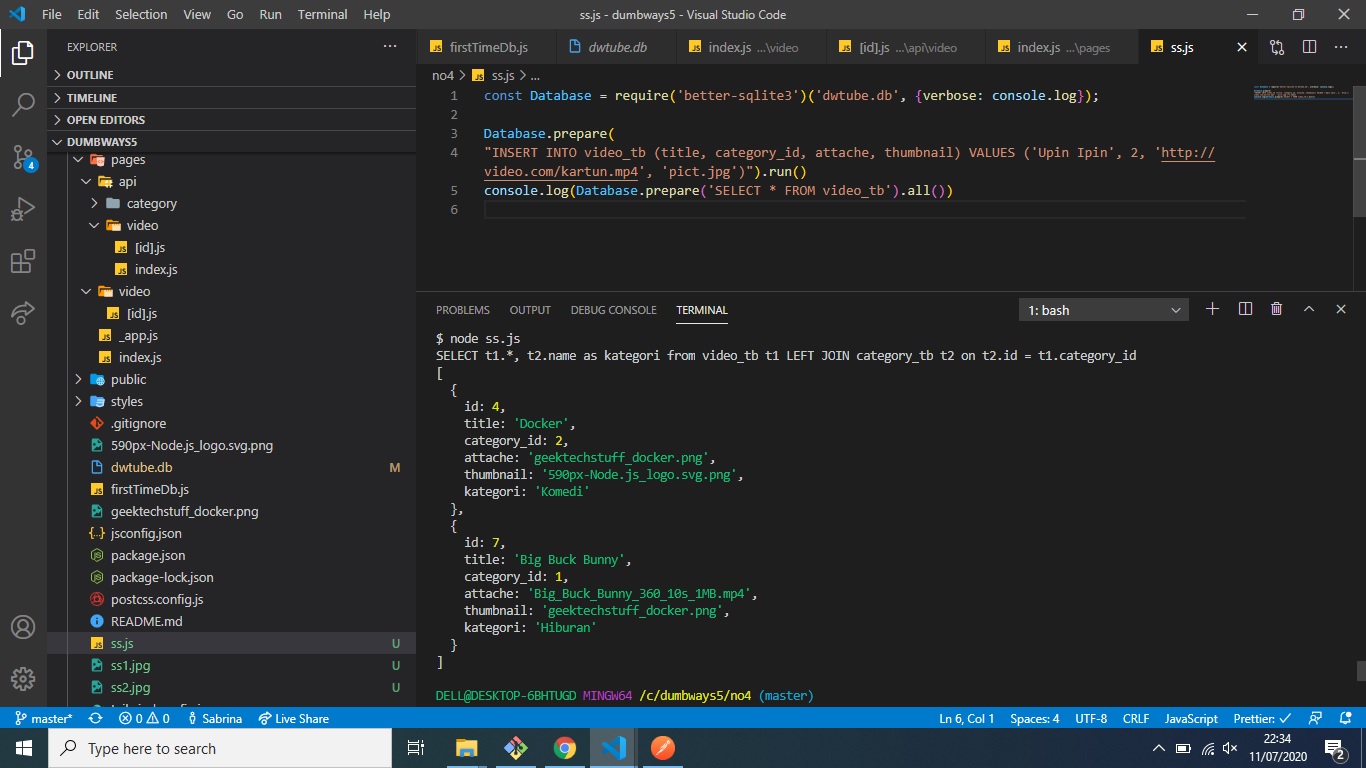 File Edit Selection View Go Run Terminal Help
ss.js - dumbways5 - Visual Studio Code
EXPLORER
OUTLINE
TIMELINE
OPEN EDITORS
DUMBWAYS5
pages
api
category
video
[id].js
index.js
video
[id].js
_app.js
index.js
public
styles
.gitignore
590px-Node.js_logo.svg.png
dwtube.db M
firstTimeDb.js
geektechstuff_docker.png
jsconfig.json
package.json
package-lock.json
postcss.config.js
README.md
ss.js U
ss1.jpg U
ss2.jpg U
4
firstTimeDb.js dwtube.db index.js ...\video [id].js ...\api\video index.js ...\pages ss.js
no4 > ss.js > ...
1 const Database = require('better-sqlite3')('dwtube.db', {verbose: console.log});
2
3 Database.prepare(
4 "INSERT INTO video_tb (title, category_id, attache, thumbnail) VALUES ('Upin Ipin', 2, 'http://
video.com/kartun.mp4', 'pict.jpg')").run()
5 console.log(Database.prepare('SELECT * FROM video_tb').all())
6
PROBLEMS OUTPUT DEBUG CONSOLE TERMINAL 1: bash
$ node ss.js
SELECT t1.*, t2.name as kategori from video_tb t1 LEFT JOIN category_tb t2 on t2.id = t1.category_id
[
{
id: 4,
title: 'Docker',
category_id: 2,
attache: 'geektechstuff_docker.png',
thumbnail: '590px-Node.js_logo.svg.png',
kategori: 'Komedi'
},
{
id: 7,
title: 'Big Buck Bunny',
category_id: 1,
attache: 'Big_Buck_Bunny_360_10s_1MB.mp4',
thumbnail: 'geektechstuff_docker.png',
kategori: 'Hiburan'
}
]
DELL@DESKTOP-6BHTUGD MINGW64 /c/dumbways5/no4 (master)
master* 0 0 Sabrina Live Share Ln 6, Col 1 Spaces: 4 UTF-8 CRLF JavaScript Prettier: ✓
Type here to search
22:34
11/07/2020
2